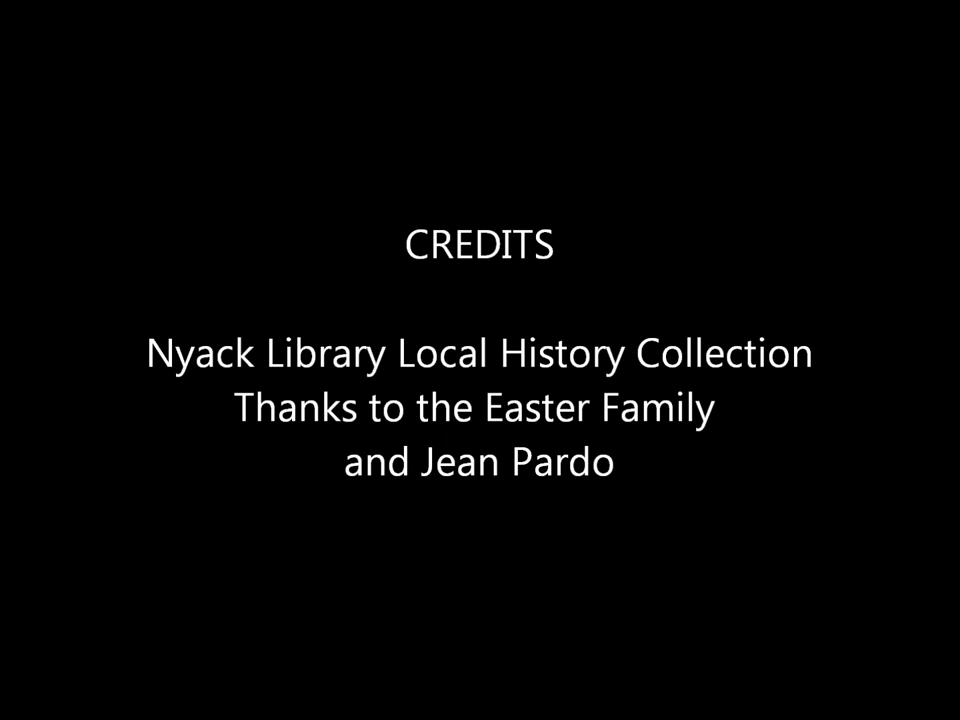 CREDITS
Nyack Library Local History Collection
Thanks to the Easter Family
and Jean Pardo